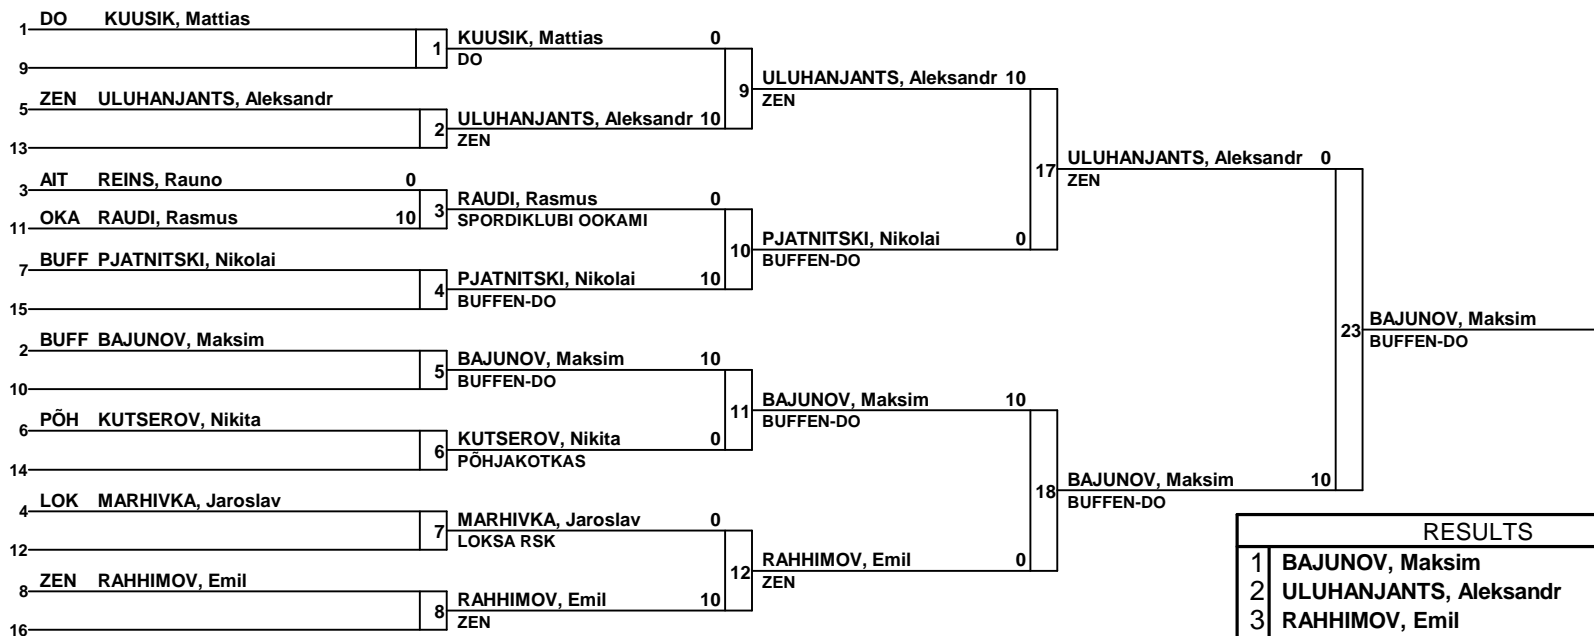 1 DO KUUSIK, Mattias
9
1
KUUSIK, Mattias 0
DO
5 ZEN ULUHANJANTS, Aleksandr
13
2
ULUHANJANTS, Aleksandr 10
ZEN
9
ULUHANJANTS, Aleksandr 10
ZEN
3 AIT REINS, Rauno 0
11 OKA RAUDI, Rasmus 10
3
RAUDI, Rasmus 0
SPORDIKLUBI OOKAMI
7 BUFF PJATNITSKI, Nikolai
15
4
PJATNITSKI, Nikolai 10
BUFFEN-DO
10
PJATNITSKI, Nikolai 0
BUFFEN-DO
17
ULUHANJANTS, Aleksandr 0
ZEN
2 BUFF BAJUNOV, Maksim
10
5
BAJUNOV, Maksim 10
BUFFEN-DO
6 PÕH KUTSEROV, Nikita
14
6
KUTSEROV, Nikita 0
PÕHJAKOTKAS
11
BAJUNOV, Maksim 10
BUFFEN-DO
4 LOK MARHIVKA, Jaroslav
12
7
MARHIVKA, Jaroslav 0
LOKSA RSK
8 ZEN RAHHIMOV, Emil
16
8
RAHHIMOV, Emil 10
ZEN
12
RAHHIMOV, Emil 0
ZEN
18
BAJUNOV, Maksim 10
BUFFEN-DO
23
BAJUNOV, Maksim
BUFFEN-DO
RESULTS
1 BAJUNOV, Maksim
2 ULUHANJANTS, Aleksandr
3 RAHHIMOV, Emil